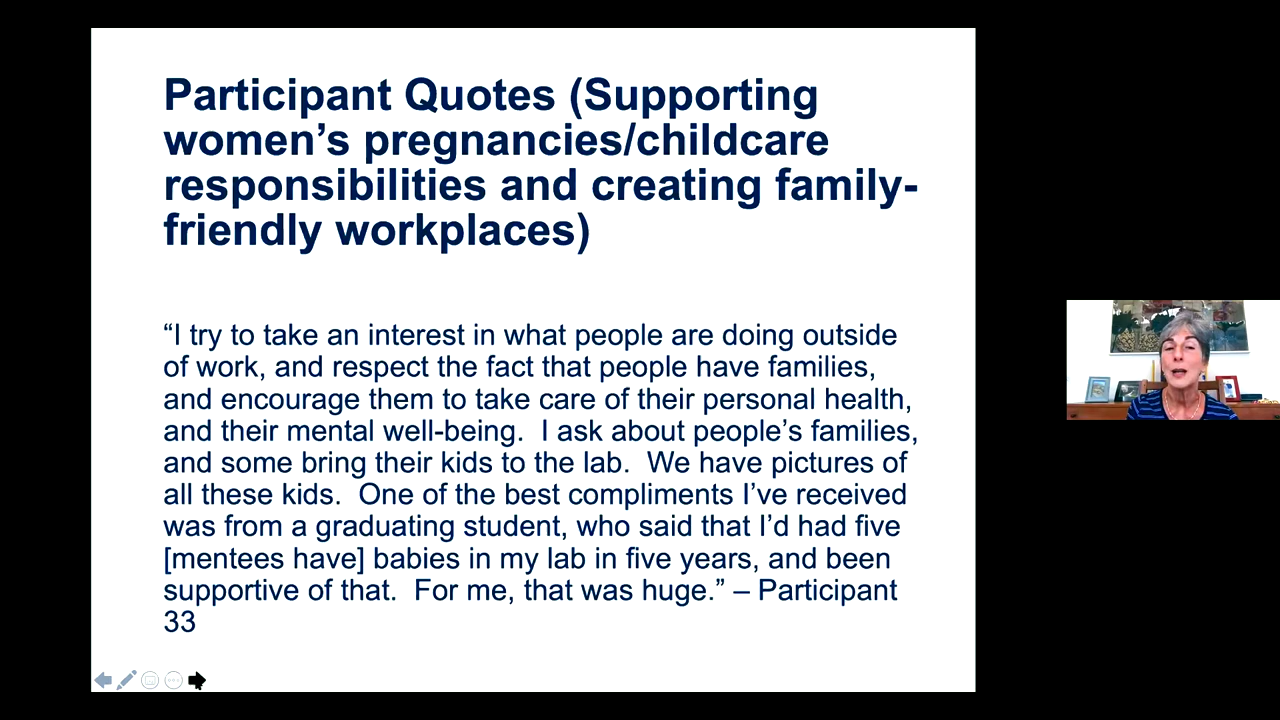 Participant Quotes (Supporting
women’s pregnancies/childcare
responsibilities and creating family-
friendly workplaces)
“I try to take an interest in what people are doing outside
of work, and respect the fact that people have families,
and encourage them to take care of their personal health,
and their mental well-being.  I ask about people’s families,
and some bring their kids to the lab.  We have pictures of
all these kids.  One of the best compliments I’ve received
was from a graduating student, who said that I’d had five
[mentees have] babies in my lab in five years, and been
supportive of that.  For me, that was huge.” – Participant
33